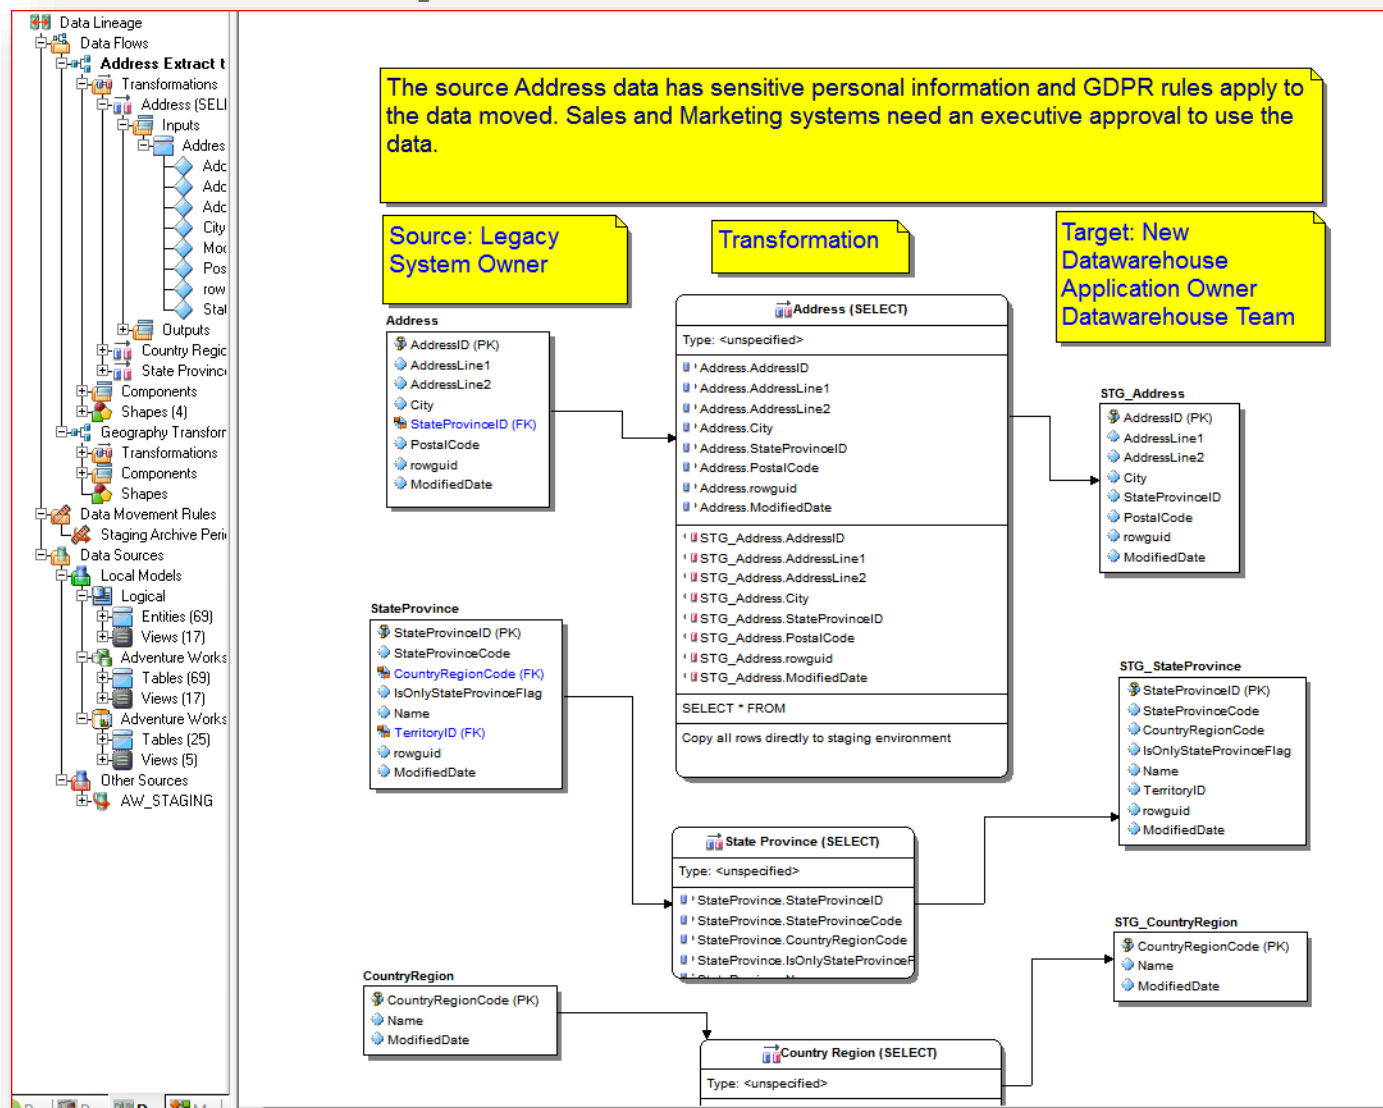 Data Lineage
Data Flows
Address Extract t
Transformations
Address (SELI
Inputs
Addres
Adc
Adc
Adc
City
Moc
Pos
row
Stal
Outputs
Country Regic
State Province
Components
Shapes (4)
Geography Transforr
Transformations
Components
Shapes
Data Movement Rules
Staging Archive Peri
Data Sources
Local Models
Logical
Entities (69)
Views (17)
Adventure Works
Tables (69)
Views (17)
Adventure Works
Tables (25)
Views (5)
Other Sources
AW_STAGING
The source Address data has sensitive personal information and GDPR rules apply to
the data moved. Sales and Marketing systems need an executive approval to use the
data.
Source: Legacy
System Owner
Transformation
Target: New
Datawarehouse
Application Owner
Datawarehouse Team
Address
AddressID (PK)
AddressLine1
AddressLine2
City
StateProvinceID (FK)
PostalCode
rowguid
ModifiedDate
Address (SELECT)
Type: <unspecified>
Address.AddressID
Address.AddressLine1
Address.AddressLine2
Address.City
Address.StateProvinceID
Address.PostalCode
Address.rowguid
Address.ModifiedDate
STG_Address.AddressID
STG_Address.AddressLine1
STG_Address.AddressLine2
STG_Address.City
STG_Address.StateProvinceID
STG_Address.PostalCode
STG_Address.rowguid
STG_Address.ModifiedDate
SELECT * FROM
Copy all rows directly to staging environment
STG_Address
AddressID (PK)
AddressLine1
AddressLine2
City
StateProvinceID
PostalCode
rowguid
ModifiedDate
StateProvince
StateProvinceID (PK)
StateProvinceCode
CountryRegionCode (FK)
IsOnlyStateProvinceFlag
Name
TerritoryID (FK)
rowguid
ModifiedDate
State Province (SELECT)
Type: <unspecified>
StateProvince.StateProvinceID
StateProvince.StateProvinceCode
StateProvince.CountryRegionCode
StateProvince.IsOnlyStateProvinceF
STG_StateProvince
StateProvinceID (PK)
StateProvinceCode
CountryRegionCode
IsOnlyStateProvinceFlag
Name
TerritoryID
rowguid
ModifiedDate
CountryRegion
CountryRegionCode (PK)
Name
ModifiedDate
Country Region (SELECT)
Type: <unspecified>
STG_CountryRegion
CountryRegionCode (PK)
Name
ModifiedDate